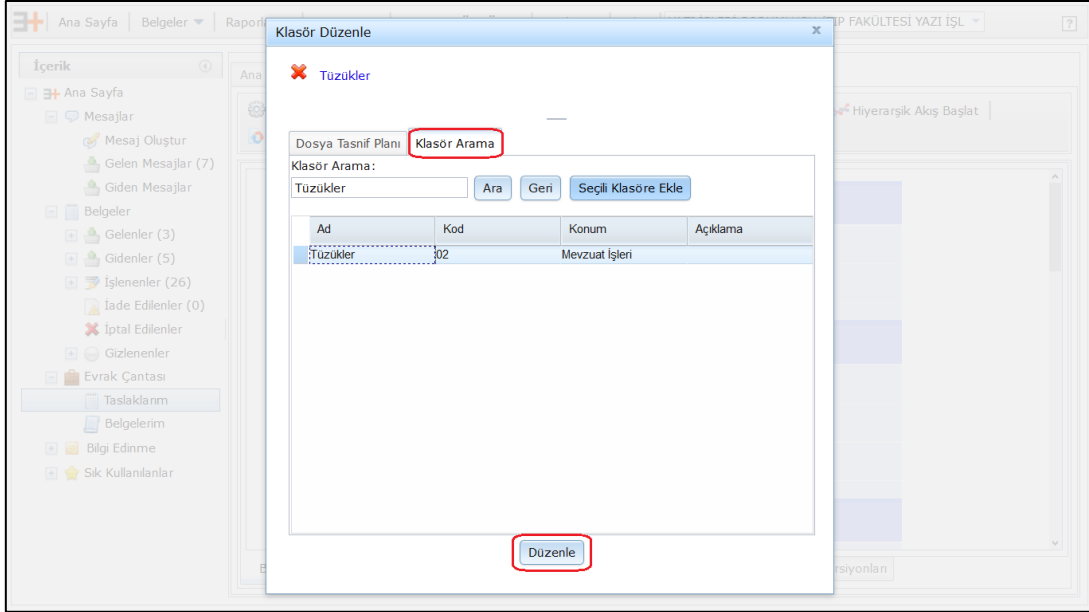 Ana Sayfa Belgeler Raporla
FAKÜLTESİ YAZI İŞL
?
Klasör Düzenle
x
Tüzükler
Dosya Tasnif Planı Klasör Arama
Klasör Arama:
Tüzükler Ara Geri Seçili Klasöre Ekle
Ad Kod Konum Açıklama
Tüzükler 02 Mevzuat İşleri
Düzenle
İçerik
Ana Sayfa
Mesajlar
Mesaj Oluştur
Gelen Mesajlar (7)
Giden Mesajlar
Belgeler
Gelenler (3)
Gidenler (5)
İşlenenler (26)
İade Edilenler (0)
İptal Edilenler
Gizlenenler
Evrak Çantası
Taslaklarım
Belgelerim
Bilgi Edinme
Sık Kullanılanlar
Ana
Hiyerarşik Akış Başlat
B
rsiyonları